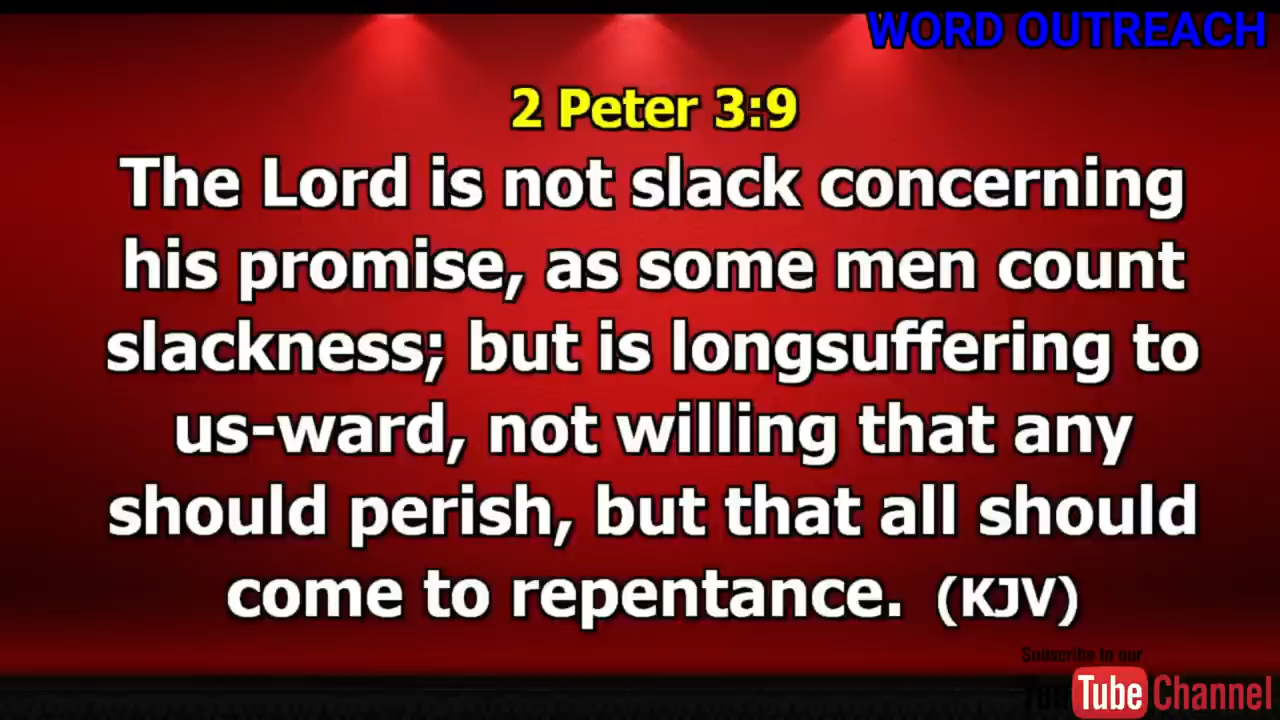 WORD OUTREACH
2 Peter 3:9
The Lord is not slack concerning
his promise, as some men count
slackness; but is longsuffering to
us-ward, not willing that any
should perish, but that all should
come to repentance. (KJV)
Subscribe to our
YouTube Channel